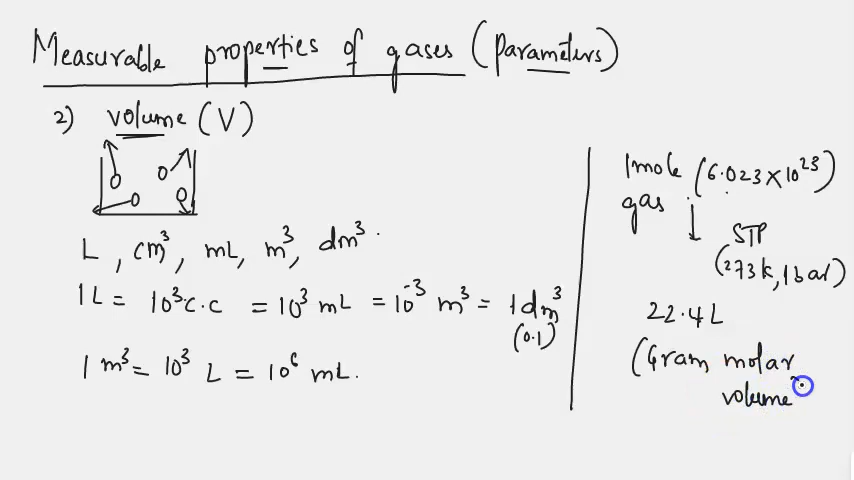 Measurable properties of gases (Parameters)
2) volume (V)
L, cm³, mL, m³, dm³.
1L = 10³c.c = 10³ mL = 10⁻³ m³ = 1dm³
(0.1)
1 m³ = 10³ L = 10⁶ mL.
1mole (6.023×10²³)
gas
STP
(273k, 1bar)
22.4L
(Gram molar
volume